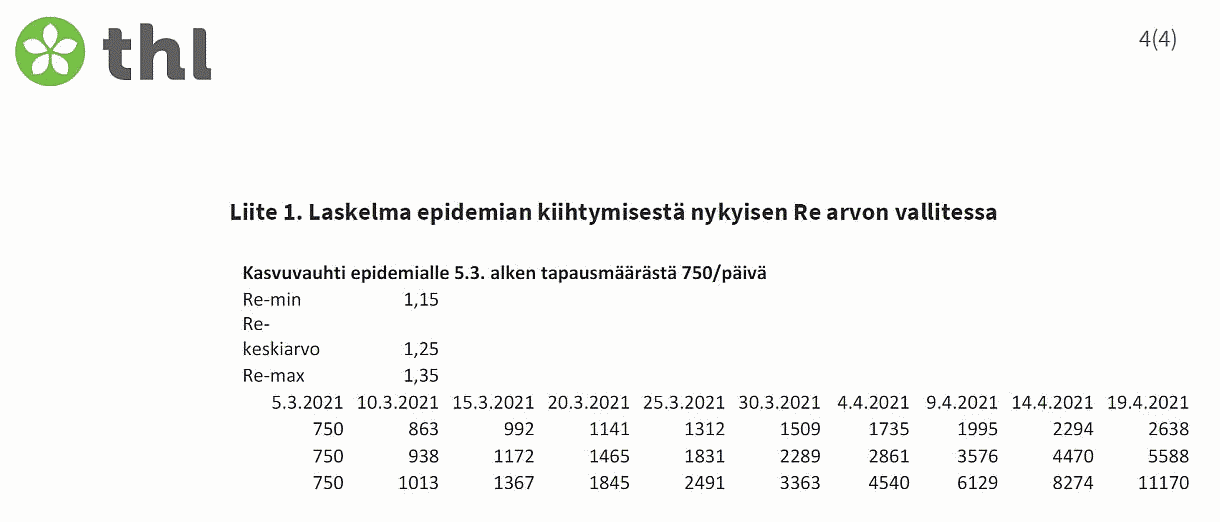 thl
4(4)
Liite 1. Laskelma epidemian kiihtymisestä nykyisen Re arvon vallitessa
Kasvuvauhti epidemialle 5.3. alken tapausmäärästä 750/päivä
Re-min 1,15
Re-
keskiarvo 1,25
Re-max 1,35
5.3.2021 10.3.2021 15.3.2021 20.3.2021 25.3.2021 30.3.2021 4.4.2021 9.4.2021 14.4.2021 19.4.2021
750 863 992 1141 1312 1509 1735 1995 2294 2638
750 938 1172 1465 1831 2289 2861 3576 4470 5588
750 1013 1367 1845 2491 3363 4540 6129 8274 11170